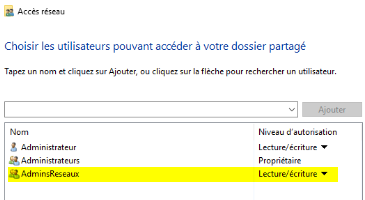 Accès réseau
Choisir les utilisateurs pouvant accéder à votre dossier partagé
Tapez un nom et cliquez sur Ajouter, ou cliquez sur la flèche pour rechercher un utilisateur.
Ajouter
Nom Niveau d'autorisation
Administrateur Lecture/écriture
Administrateurs Propriétaire
AdminsReseaux Lecture/écriture